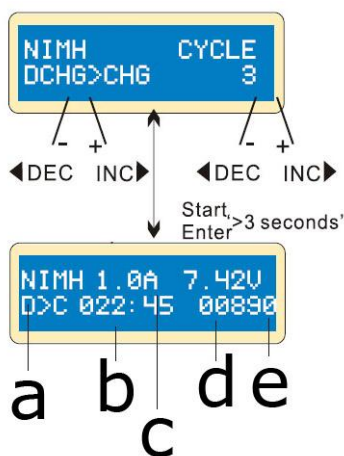 NIMH CYCLE
DCHG>CHG 3
- + - +
◀DEC INC▶ ◀DEC INC▶
Start
Enter >3 seconds'
NIMH 1.0A 7.42V
D>C 022:45 00890
a b c d e